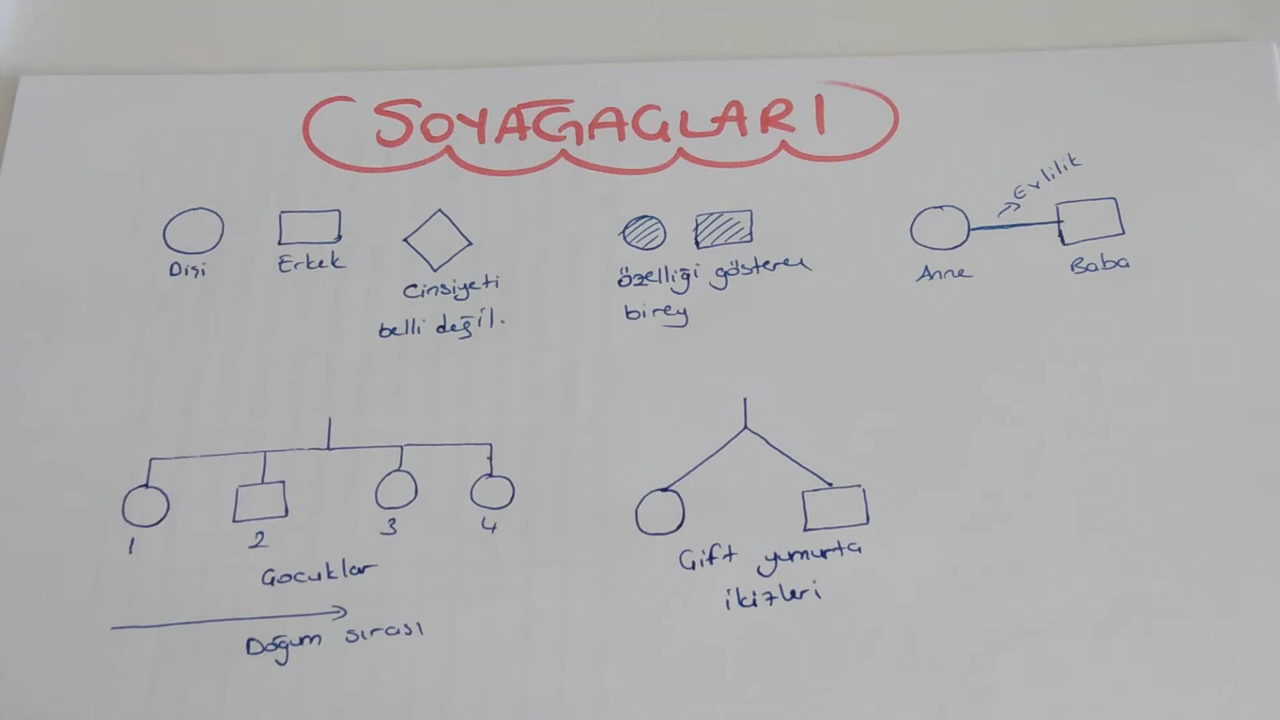 SOYAĞAÇLARI
Dişi
Erkek
Cinsiyeti
belli değil.
özelliği gösteren
birey
Evlilik
Anne
Baba
1 2 3 4
Çocuklar
Doğum sırası
Çift yumurta
ikizleri